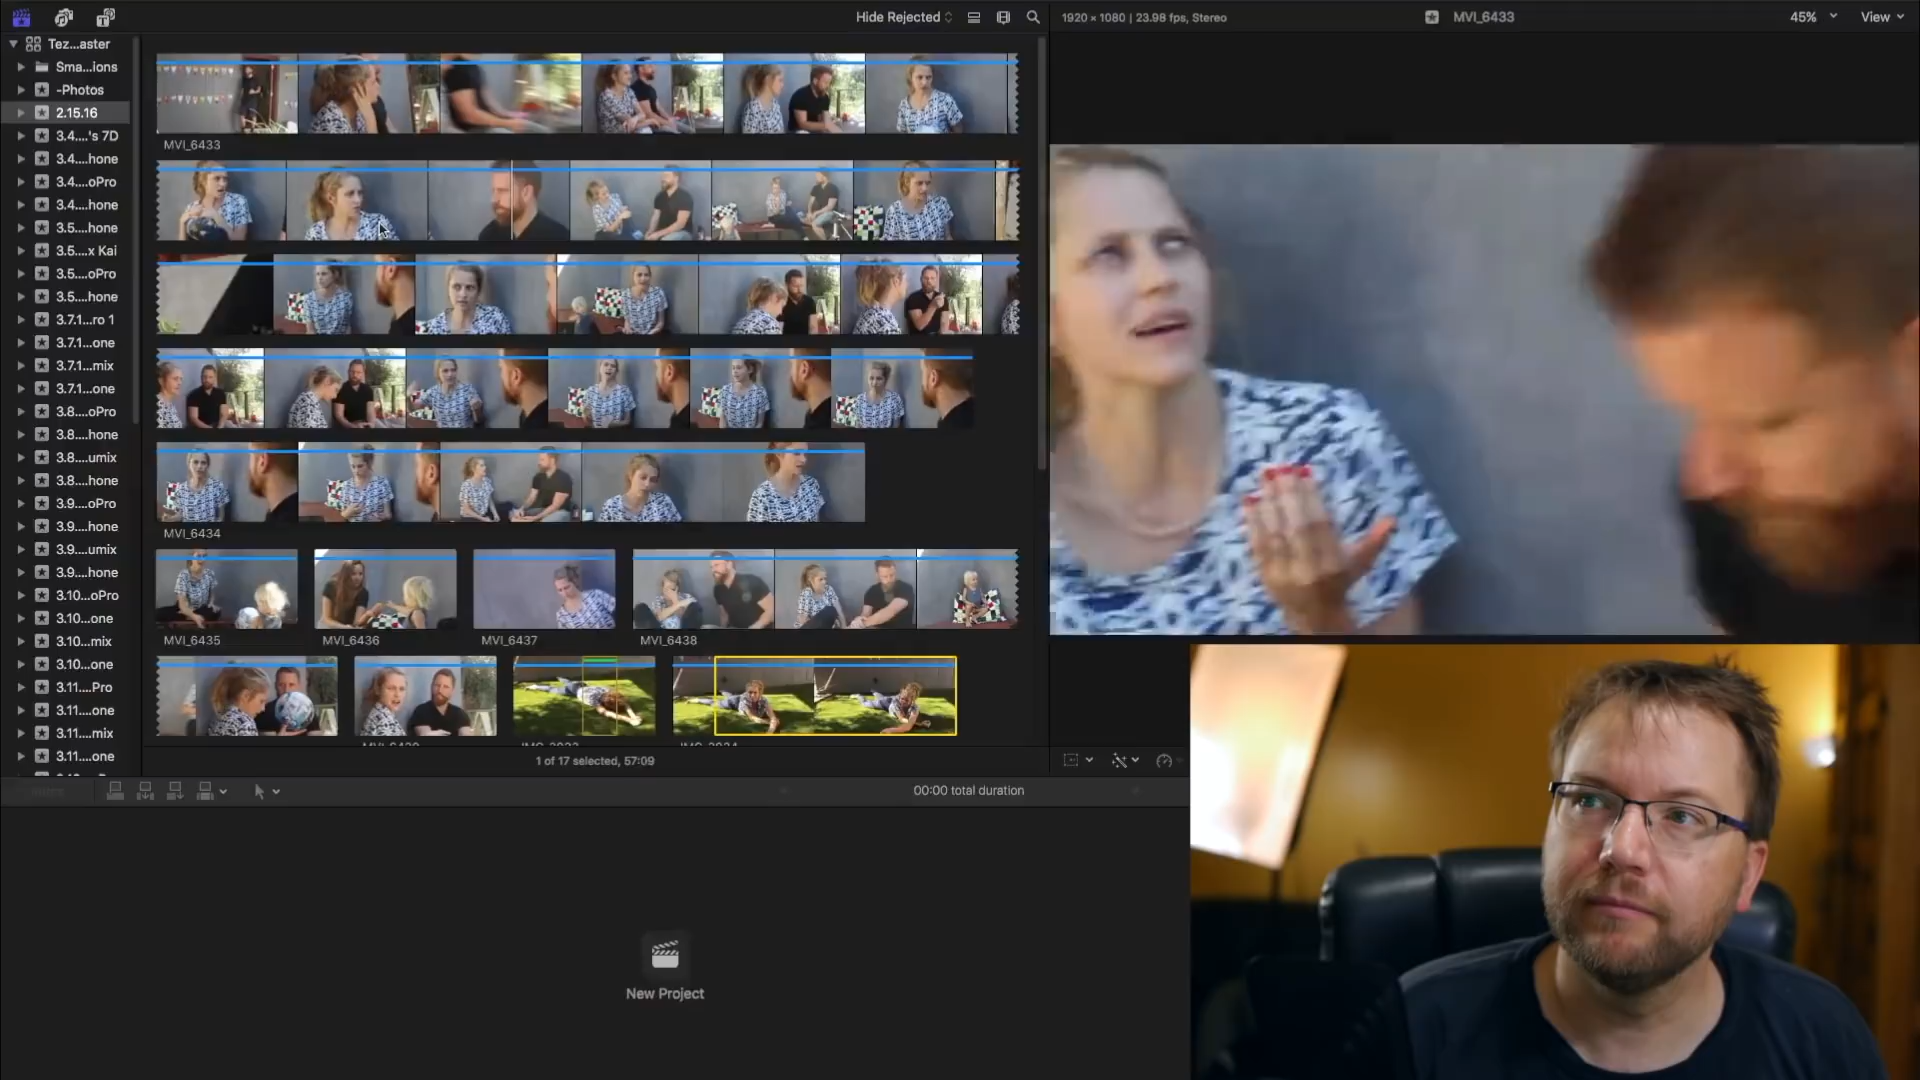 Hide Rejected
1920 × 1080 | 23.98 fps, Stereo
MVI_6433
45%
View
Tez...aster
Sma...ions
-Photos
2.15.16
3.4....'s 7D
3.4....hone
3.4....oPro
3.4....hone
3.5....hone
3.5....x Kai
3.5....oPro
3.5....hone
3.7.1...ro 1
3.7.1...one
3.7.1...mix
3.7.1...one
3.8....oPro
3.8....hone
3.8....umix
3.8....hone
3.9....oPro
3.9....hone
3.9....umix
3.9....hone
3.10...oPro
3.10...one
3.10...mix
3.10...one
3.11....Pro
3.11....one
3.11....mix
3.11....one
MVI_6433
MVI_6434
MVI_6435
MVI_6436
MVI_6437
MVI_6438
1 of 17 selected, 57:09
00:00 total duration
New Project